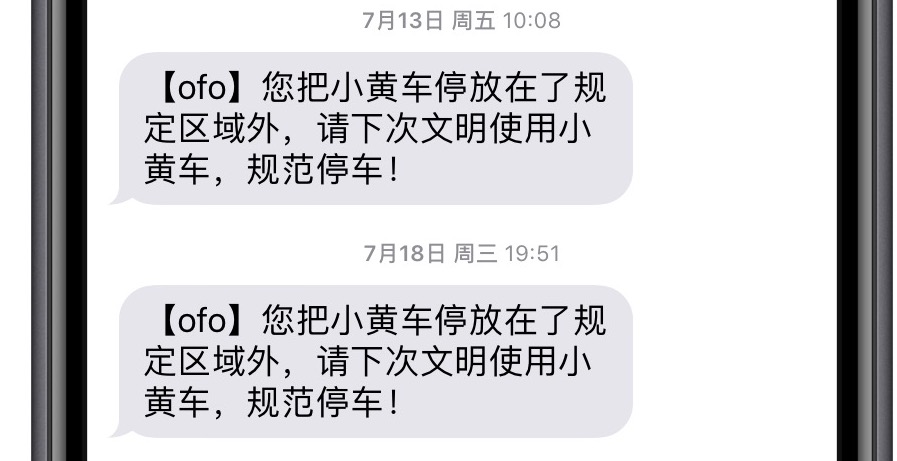 7月13日 周五 10:08
【ofo】您把小黄车停放在了规
定区域外，请下次文明使用小
黄车，规范停车！
7月18日 周三 19:51
【ofo】您把小黄车停放在了规
定区域外，请下次文明使用小
黄车，规范停车！